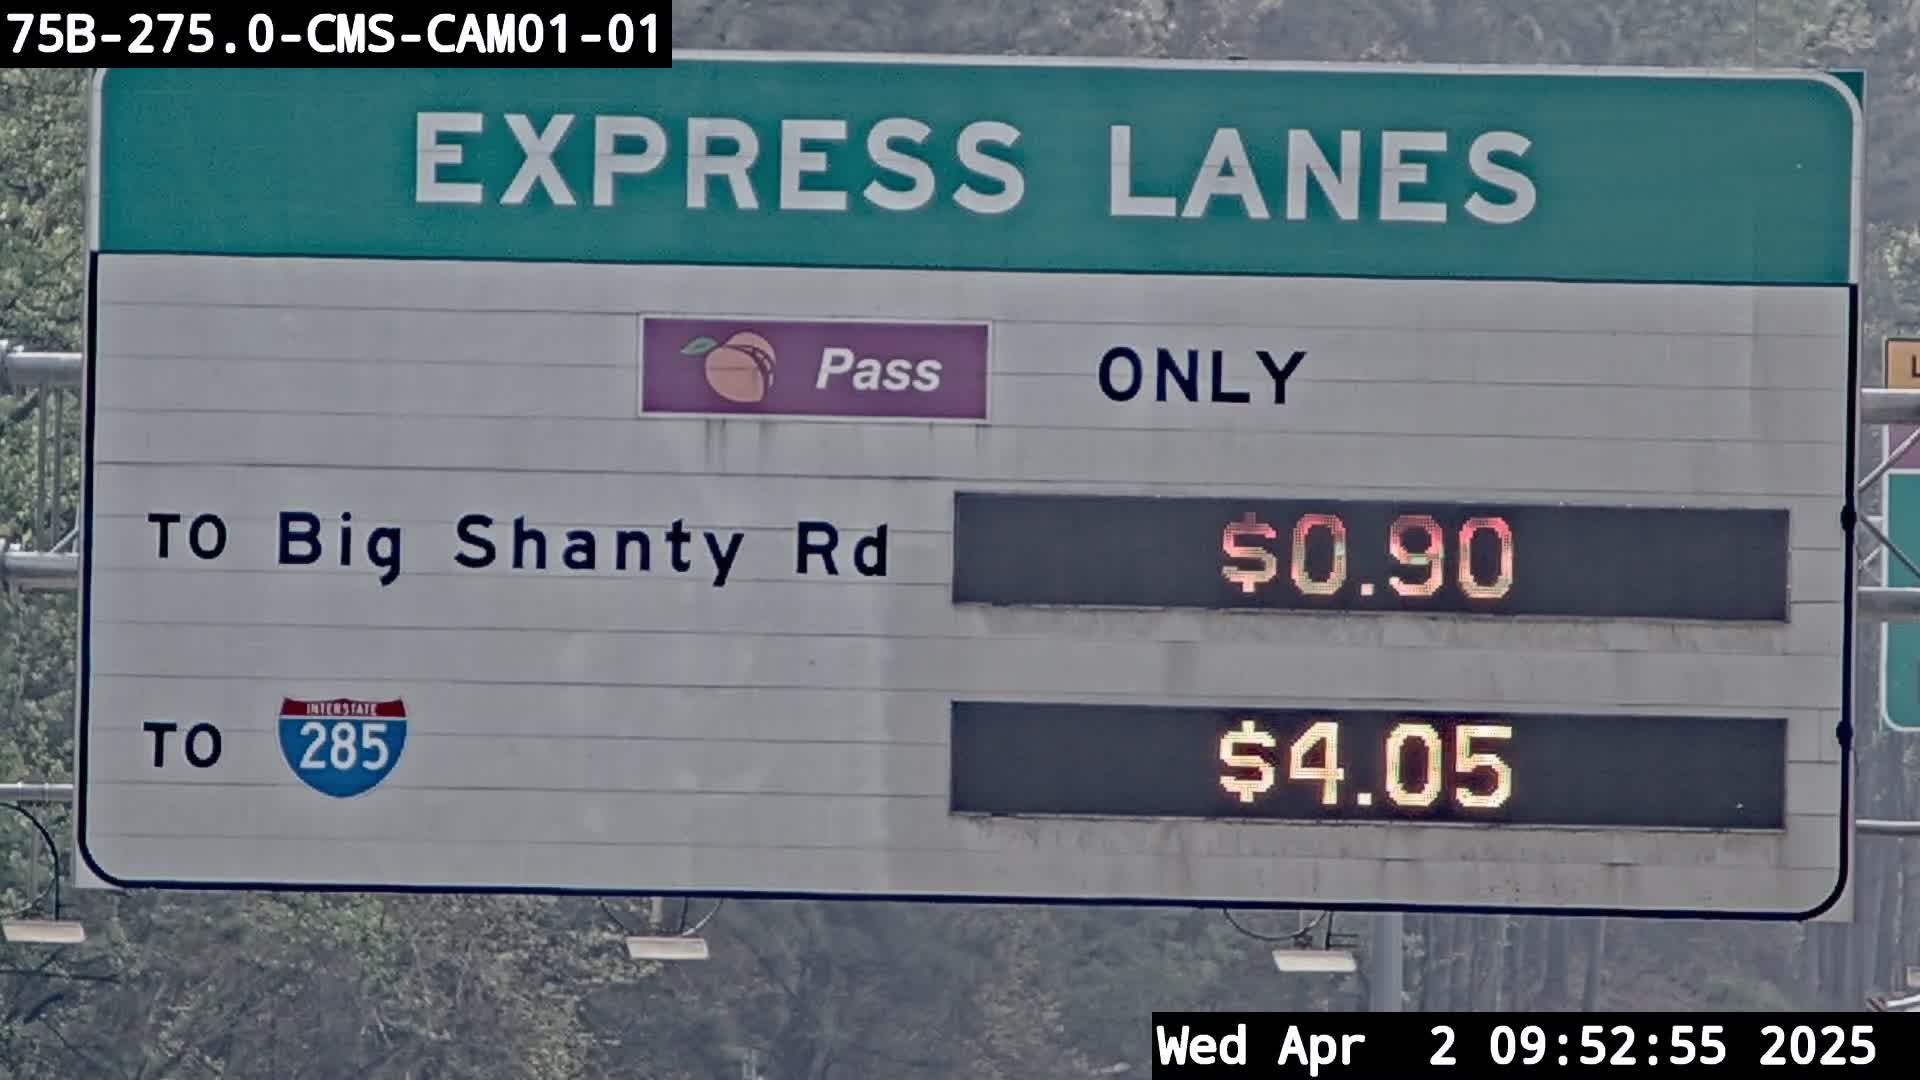 75B-275.0-CMS-CAM01-01
EXPRESS LANES
Pass ONLY
TO Big Shanty Rd $0.90
INTERSTATE
TO 285 $4.05
Wed Apr 2 09:52:55 2025